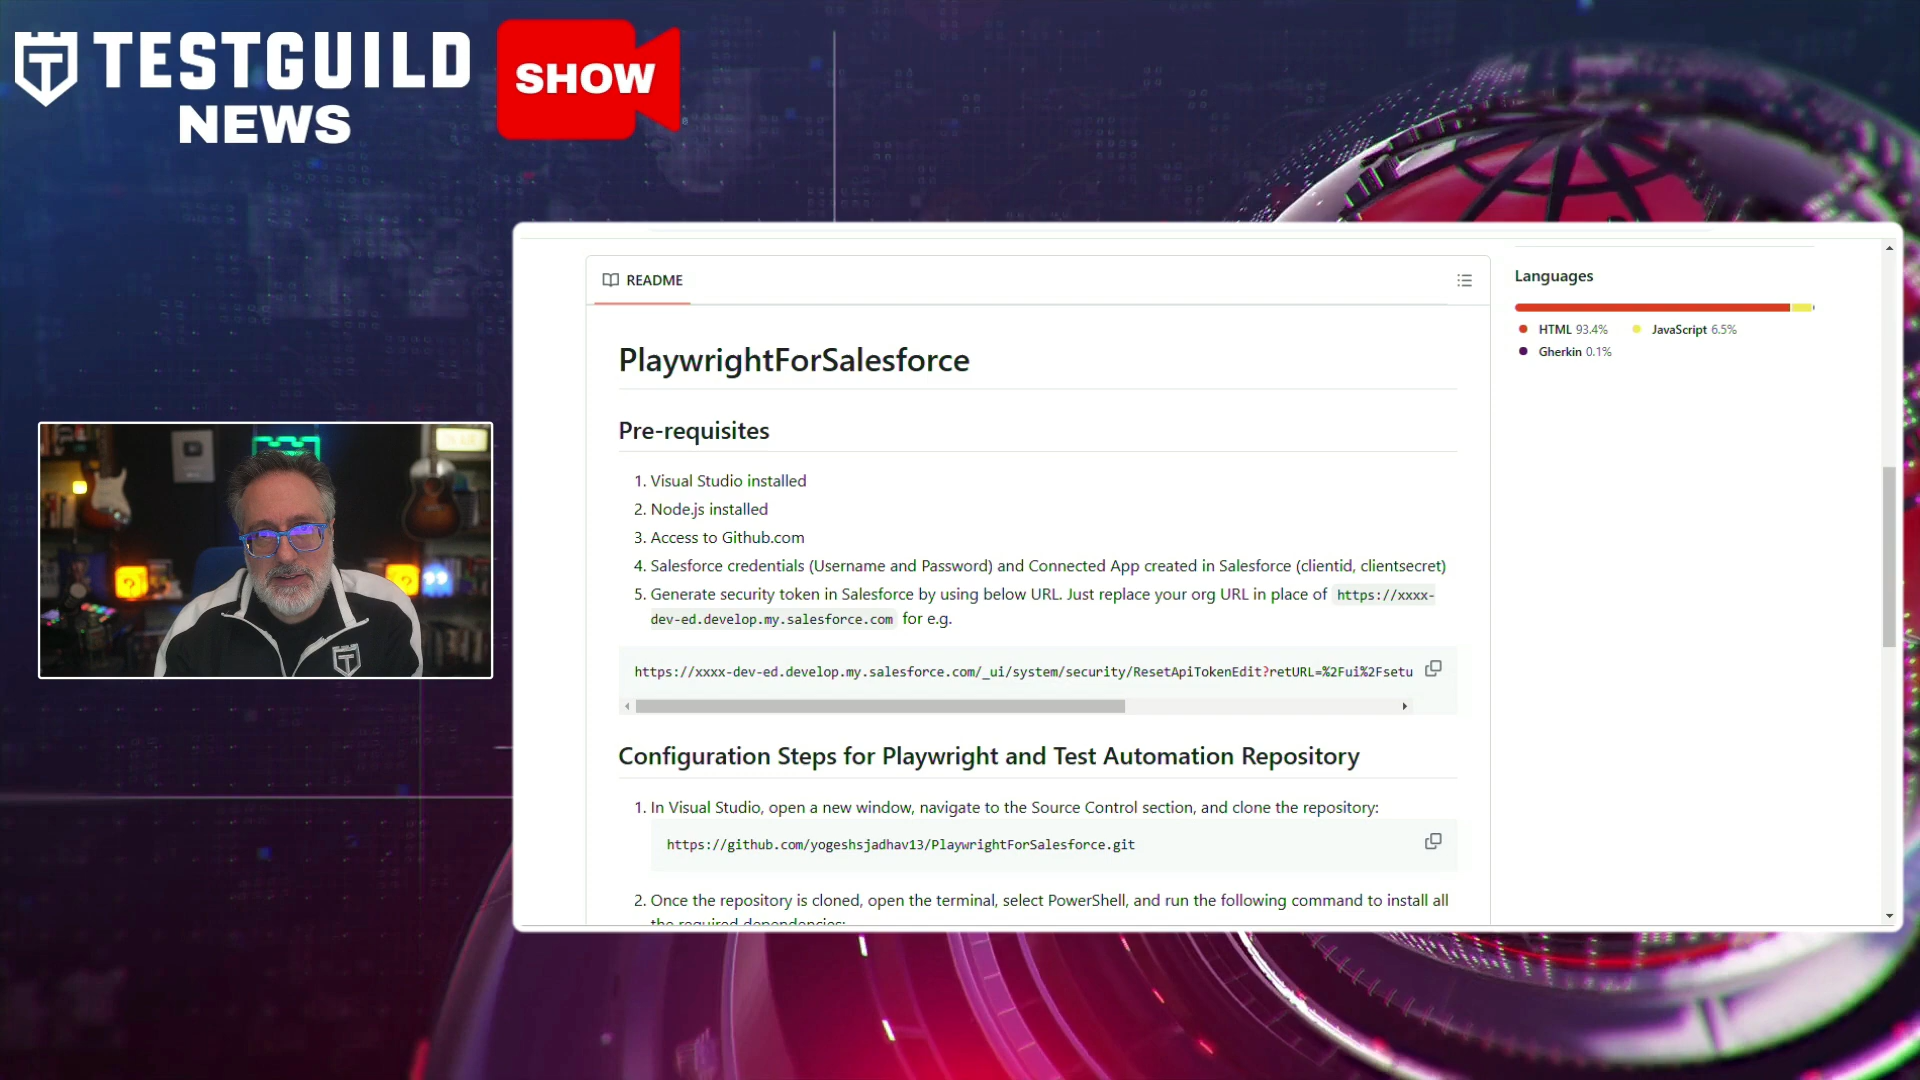 TESTGUILD
NEWS
SHOW
README
PlaywrightForSalesforce
Pre-requisites
1. Visual Studio installed
2. Node.js installed
3. Access to Github.com
4. Salesforce credentials (Username and Password) and Connected App created in Salesforce (clientid, clientsecret)
5. Generate security token in Salesforce by using below URL. Just replace your org URL in place of https://xxxx-
dev-ed.develop.my.salesforce.com for e.g.
https://xxxx-dev-ed.develop.my.salesforce.com/_ui/system/security/ResetApiTokenEdit?retURL=%2Fui%2Fsetu
Configuration Steps for Playwright and Test Automation Repository
1. In Visual Studio, open a new window, navigate to the Source Control section, and clone the repository:
https://github.com/yogeshsjadhav13/PlaywrightForSalesforce.git
2. Once the repository is cloned, open the terminal, select PowerShell, and run the following command to install all
the required dependencies:
Languages
HTML 93.4%
JavaScript 6.5%
Gherkin 0.1%